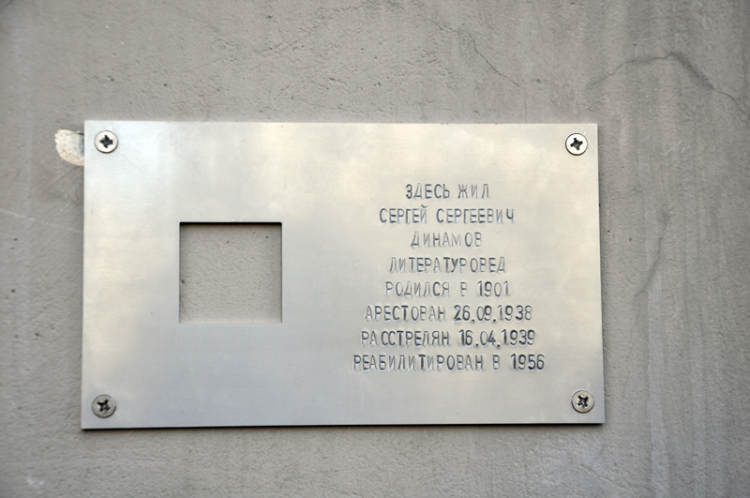 ЗДЕСЬ ЖИЛ
СЕРГЕЙ СЕРГЕЕВИЧ
ДИНАМОВ
ЛИТЕРАТУРОВЕД
РОДИЛСЯ В 1901
АРЕСТОВАН 26.09.1938
РАССТРЕЛЯН 16.04.1939
РЕАБИЛИТИРОВАН В 1956